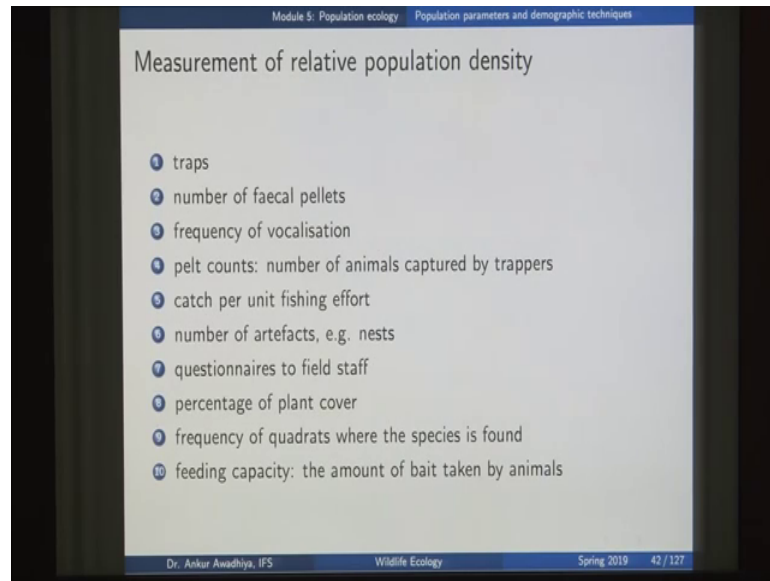 Module 5: Population ecology Population parameters and demographic techniques
Measurement of relative population density
1 traps
2 number of faecal pellets
3 frequency of vocalisation
4 pelt counts: number of animals captured by trappers
5 catch per unit fishing effort
6 number of artefacts, e.g. nests
7 questionnaires to field staff
8 percentage of plant cover
9 frequency of quadrats where the species is found
10 feeding capacity: the amount of bait taken by animals
Dr. Ankur Awadhiya, IFS Wildlife Ecology Spring 2019 42/127